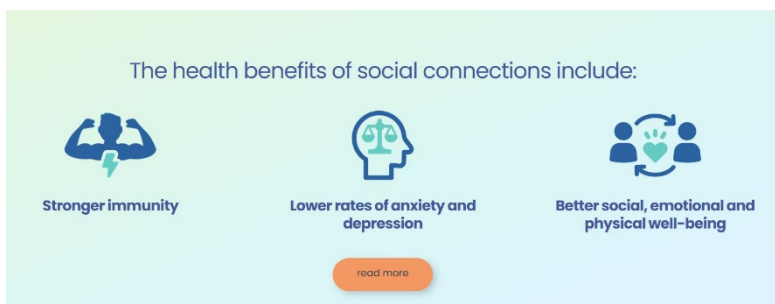 The health benefits of social connections include:
Stronger immunity
Lower rates of anxiety and
depression
Better social, emotional and
physical well-being
read more